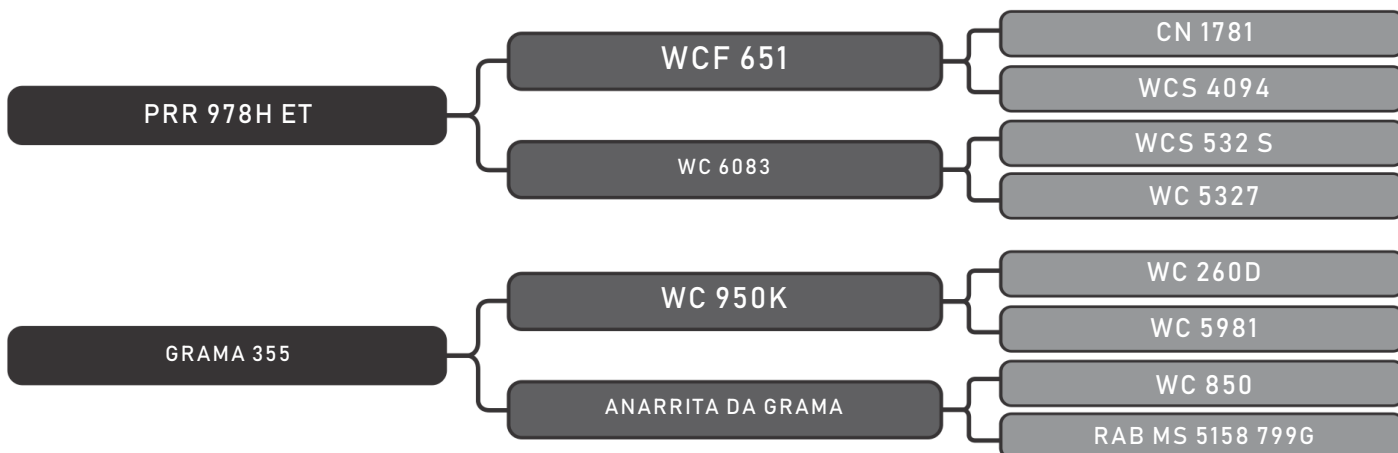 PRR 978H ET
WCF 651
CN 1781
WCS 4094
WC 6083
WCS 532 S
WC 5327
GRAMA 355
WC 950K
WC 260D
WC 5981
ANARRITA DA GRAMA
WC 850
RAB MS 5158 799G